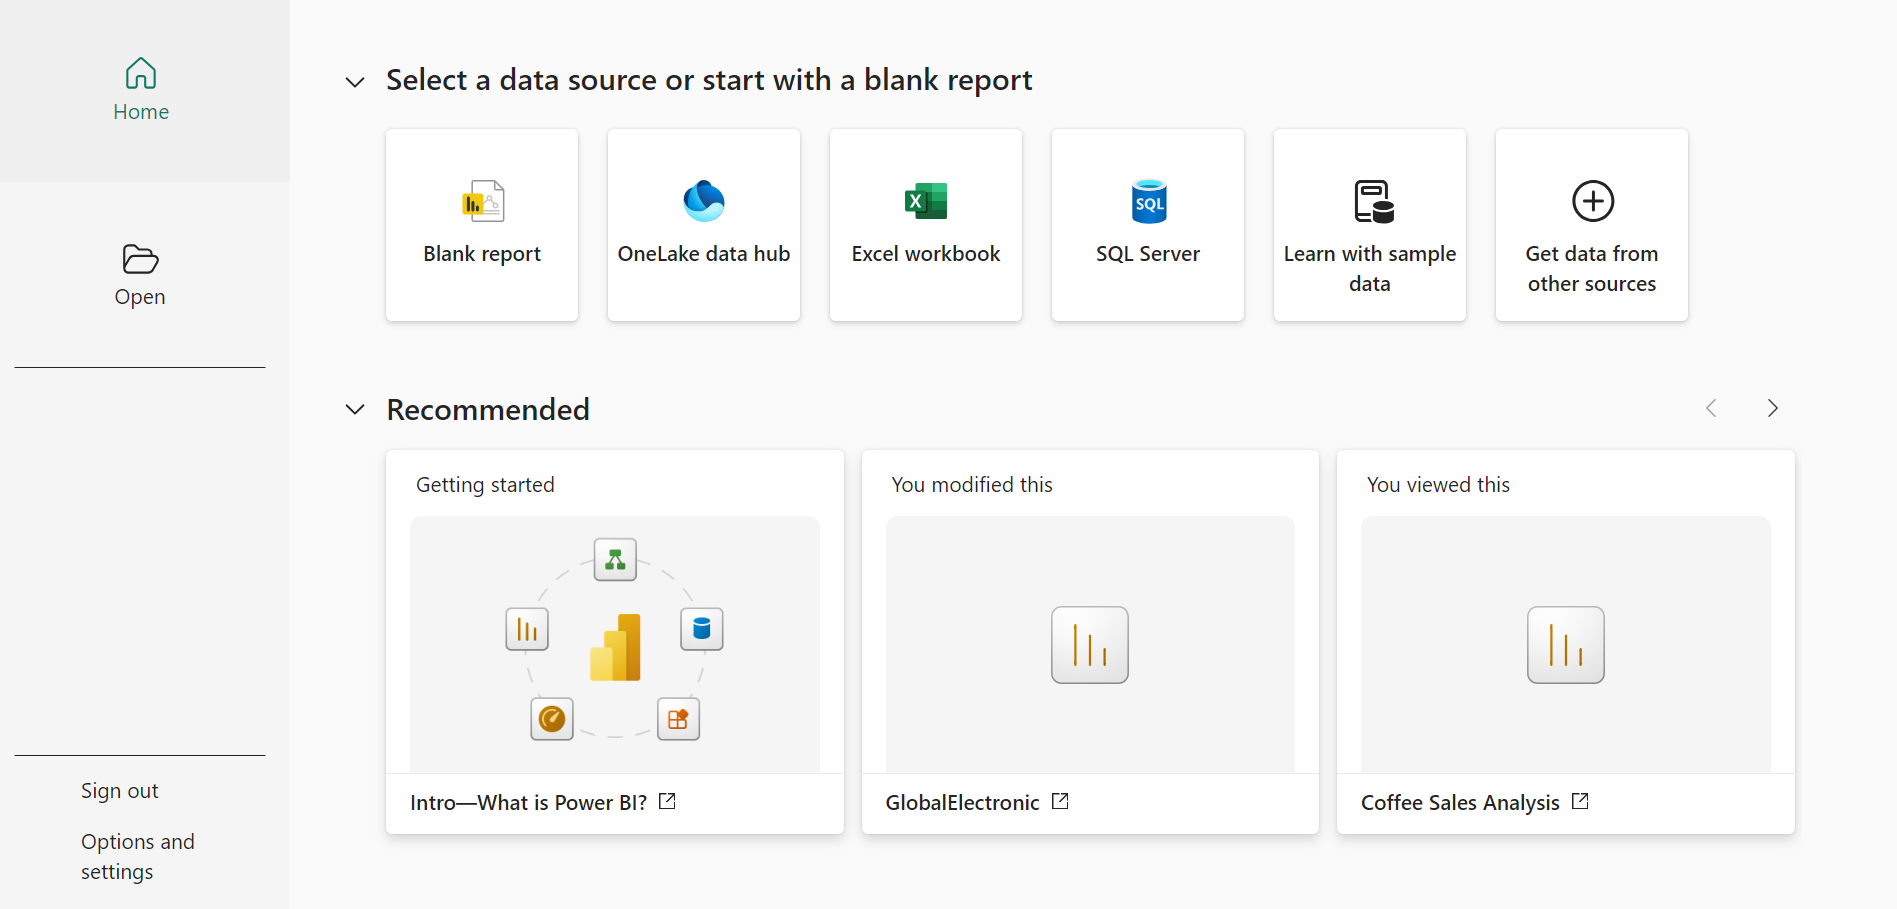 Home
Open
Sign out
Options and
settings
Select a data source or start with a blank report
Blank report
OneLake data hub
Excel workbook
SQL
SQL Server
Learn with sample
data
Get data from
other sources
Recommended
Getting started
Intro—What is Power BI?
You modified this
GlobalElectronic
You viewed this
Coffee Sales Analysis